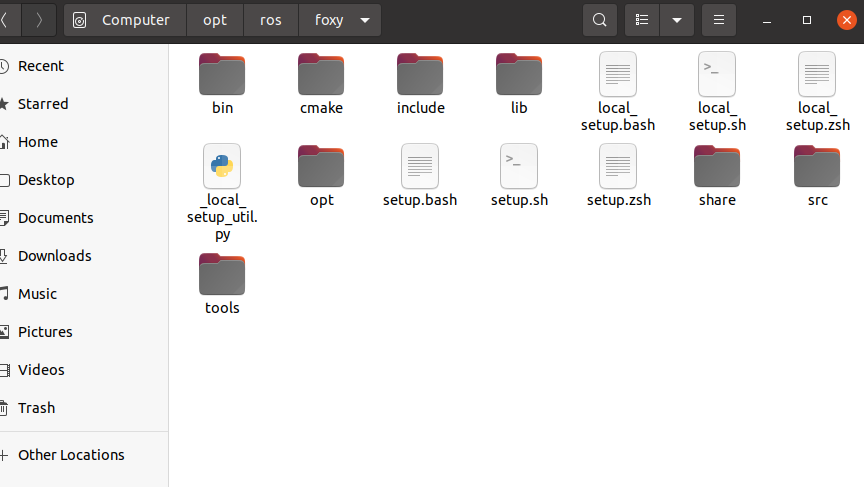 Computer opt ros foxy
Recent
Starred
Home
Desktop
Documents
Downloads
Music
Pictures
Videos
Trash
Other Locations
bin cmake include lib local_ local_ local_
setup.bash setup.sh setup.zsh
_local_ opt setup.bash setup.sh setup.zsh share src
setup_util.
py
tools